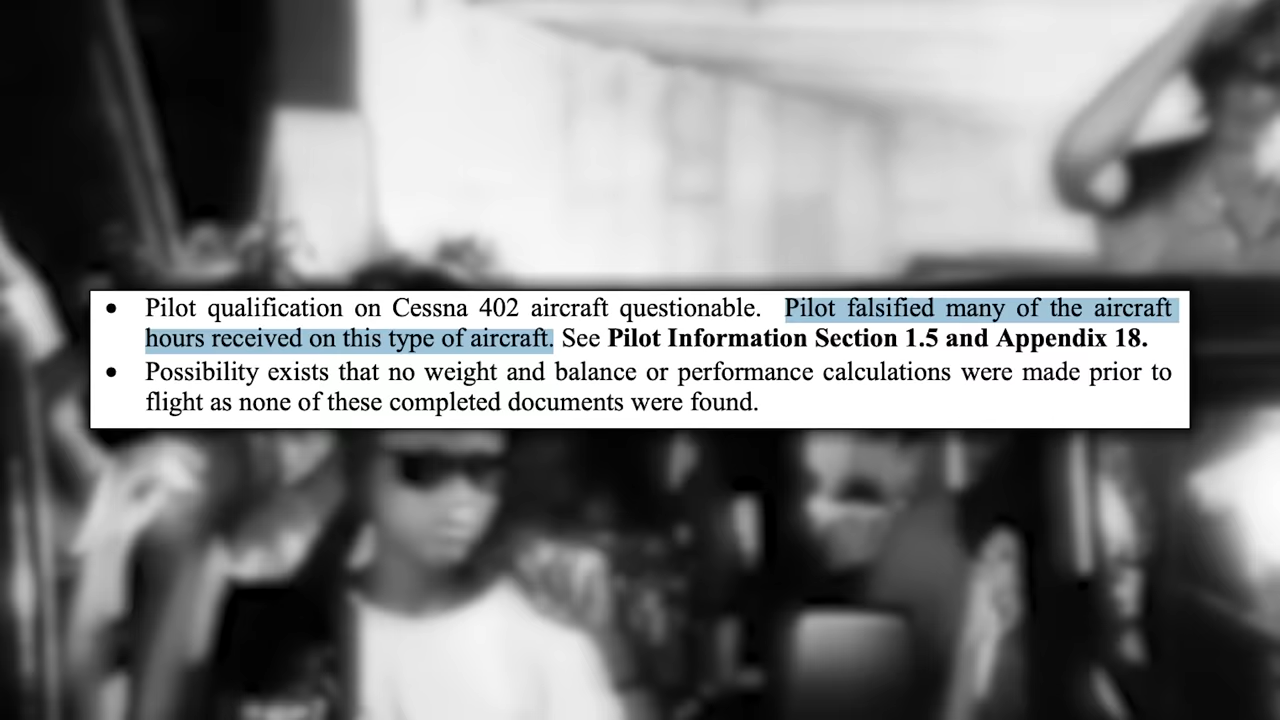 • Pilot qualification on Cessna 402 aircraft questionable. Pilot falsified many of the aircraft
hours received on this type of aircraft. See Pilot Information Section 1.5 and Appendix 18.
• Possibility exists that no weight and balance or performance calculations were made prior to
flight as none of these completed documents were found.